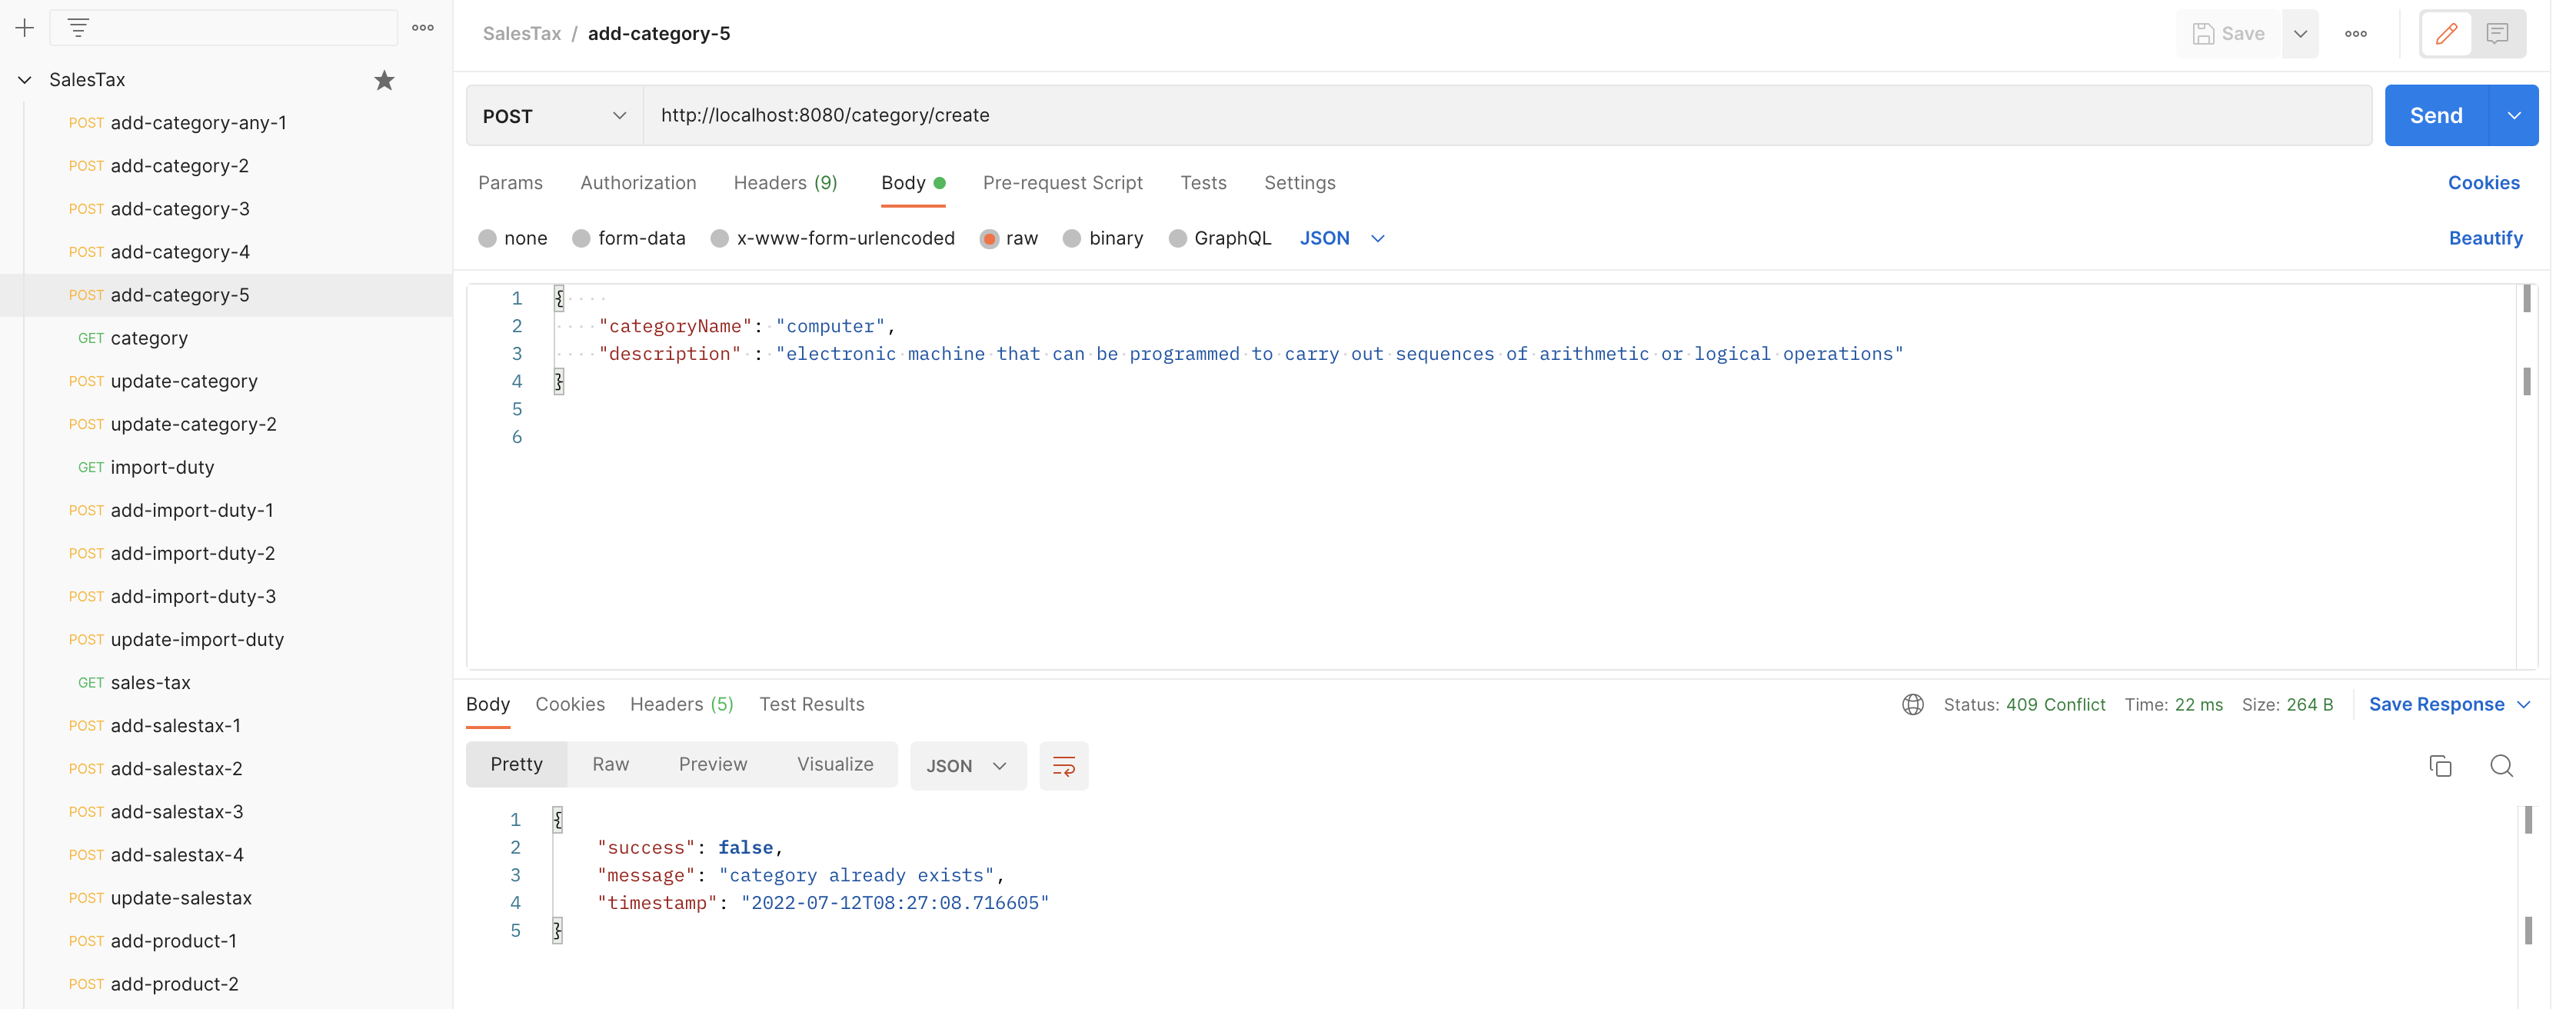 SalesTax
POST add-category-any-1
POST add-category-2
POST add-category-3
POST add-category-4
POST add-category-5
GET category
POST update-category
POST update-category-2
GET import-duty
POST add-import-duty-1
POST add-import-duty-2
POST add-import-duty-3
POST update-import-duty
GET sales-tax
POST add-salestax-1
POST add-salestax-2
POST add-salestax-3
POST add-salestax-4
POST update-salestax
POST add-product-1
POST add-product-2
SalesTax / add-category-5
Save
POST http://localhost:8080/category/create Send
Params Authorization Headers (9) Body Pre-request Script Tests Settings Cookies
none form-data x-www-form-urlencoded raw binary GraphQL JSON Beautify
1 {
2 "categoryName": "computer",
3 "description" : "electronic machine that can be programmed to carry out sequences of arithmetic or logical operations"
4 }
5
6
Body Cookies Headers (5) Test Results Status: 409 Conflict Time: 22 ms Size: 264 B Save Response
Pretty Raw Preview Visualize JSON
1 {
2 "success": false,
3 "message": "category already exists",
4 "timestamp": "2022-07-12T08:27:08.716605"
5 }